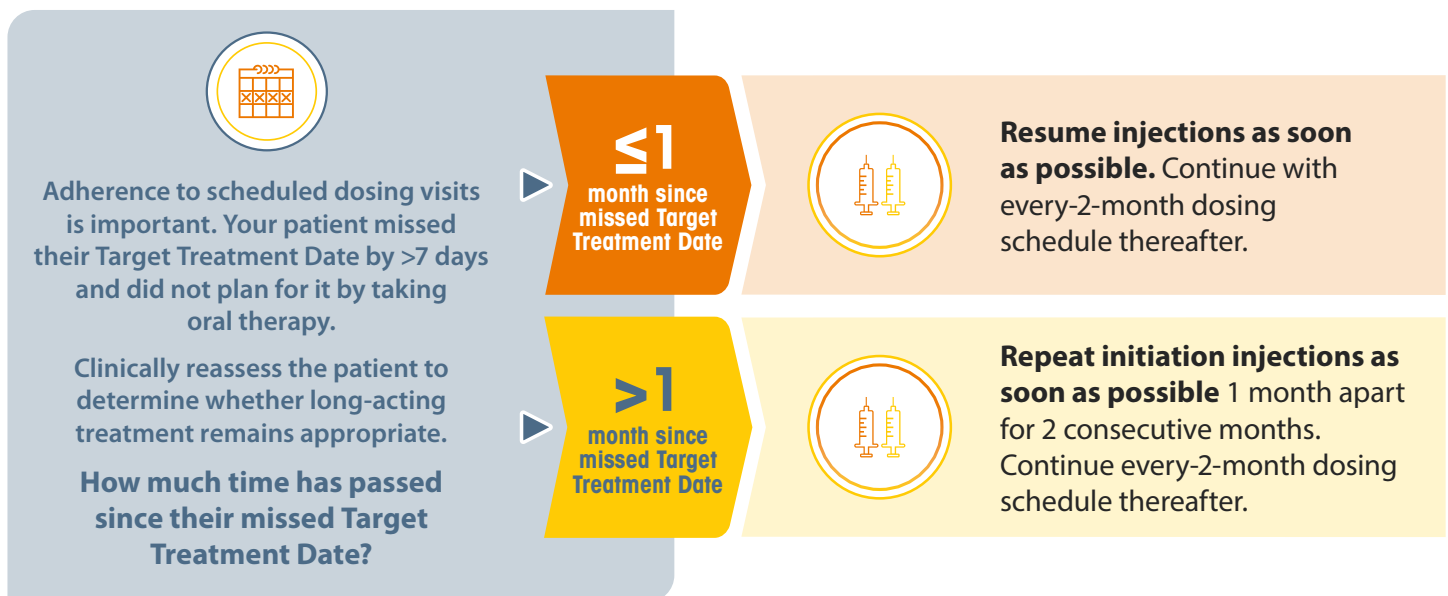 Adherence to scheduled dosing visits
is important. Your patient missed
their Target Treatment Date by >7 days
and did not plan for it by taking
oral therapy.
Clinically reassess the patient to
determine whether long-acting
treatment remains appropriate.
How much time has passed
since their missed Target
Treatment Date?
≤1
month since
missed Target
Treatment Date
Resume injections as soon
as possible. Continue with
every-2-month dosing
schedule thereafter.
>1
month since
missed Target
Treatment Date
Repeat initiation injections as
soon as possible 1 month apart
for 2 consecutive months.
Continue every-2-month dosing
schedule thereafter.